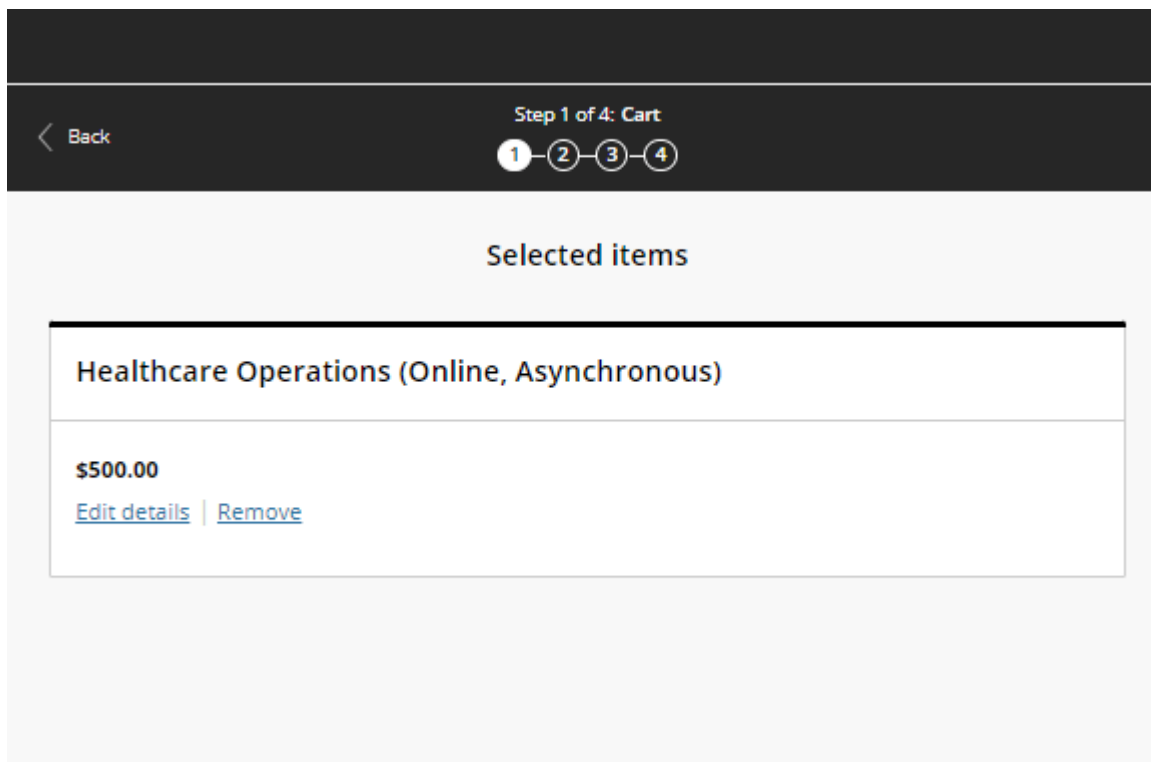 Back
Step 1 of 4: Cart
1 2 3 4
Selected items
Healthcare Operations (Online, Asynchronous)
$500.00
Edit details | Remove